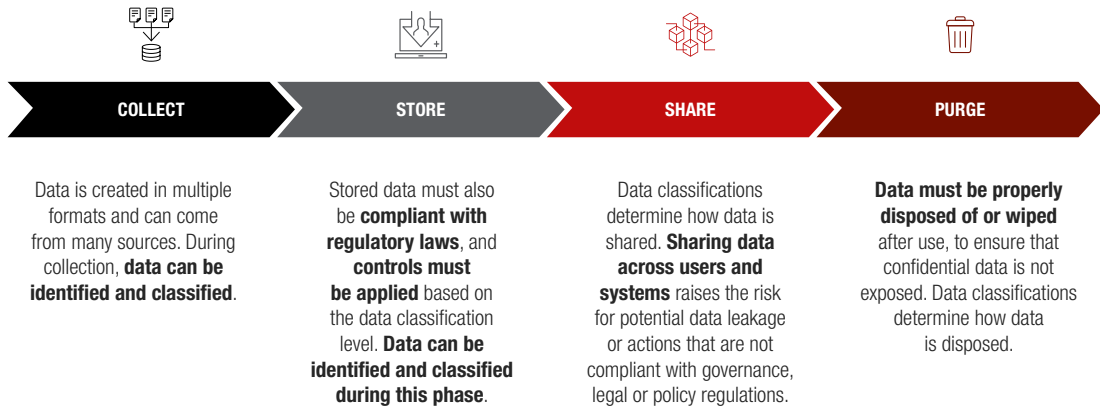 COLLECT
STORE
SHARE
PURGE
Data is created in multiple
formats and can come
from many sources. During
collection, data can be
identified and classified.
Stored data must also
be compliant with
regulatory laws, and
controls must
be applied based on
the data classification
level. Data can be
identified and classified
during this phase.
Data classifications
determine how data is
shared. Sharing data
across users and
systems raises the risk
for potential data leakage
or actions that are not
compliant with governance,
legal or policy regulations.
Data must be properly
disposed of or wiped
after use, to ensure that
confidential data is not
exposed. Data classifications
determine how data
is disposed.